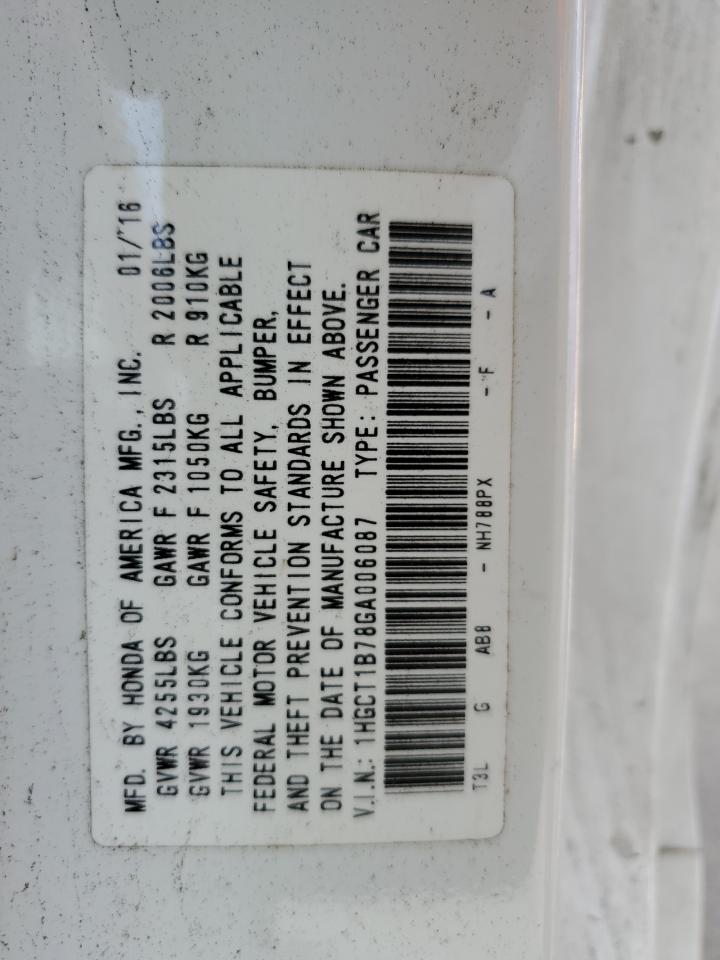 MFD. BY HONDA OF AMERICA MFG., INC. 01/'16
GVWR 4255LBS GAWR F 2315LBS R 2006LBS
GVWR 1930KG GAWR F 1050KG R 910KG
THIS VEHICLE CONFORMS TO ALL APPLICABLE
FEDERAL MOTOR VEHICLE SAFETY, BUMPER,
AND THEFT PREVENTION STANDARDS IN EFFECT
ON THE DATE OF MANUFACTURE SHOWN ABOVE.
V.I.N.: 1HGCT1B78GA006087 TYPE: PASSENGER CAR
T3L G AB8 - NH788PX - F - A